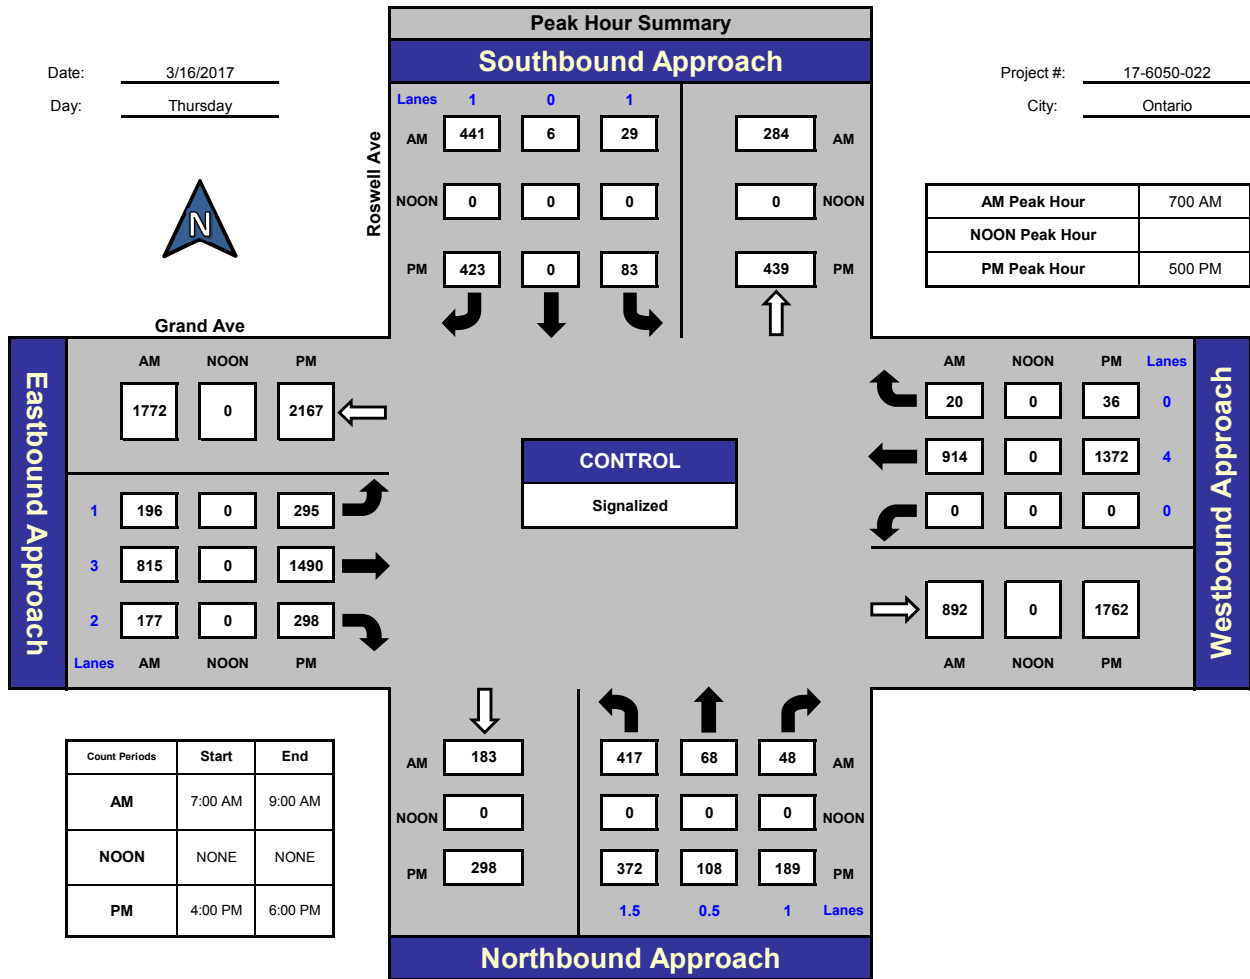 Peak Hour Summary
Southbound Approach
Date: 3/16/2017
Day: Thursday
Project #: 17-6050-022
City: Ontario
Lanes 1 0 1
AM 441 6 29 284 AM
NOON 0 0 0 0 NOON
PM 423 0 83 439 PM
Roswell Ave
N
AM Peak Hour 700 AM
NOON Peak Hour
PM Peak Hour 500 PM
Grand Ave
Eastbound Approach
AM NOON PM
1772 0 2167
1 196 0 295
3 815 0 1490
2 177 0 298
Lanes AM NOON PM
CONTROL
Signalized
AM NOON PM Lanes
20 0 36 0
914 0 1372 4
0 0 0 0
892 0 1762
AM NOON PM
Westbound Approach
Count Periods Start End
AM 7:00 AM 9:00 AM
NOON NONE NONE
PM 4:00 PM 6:00 PM
AM 183 417 68 48 AM
NOON 0 0 0 0 NOON
PM 298 372 108 189 PM
1.5 0.5 1 Lanes
Northbound Approach